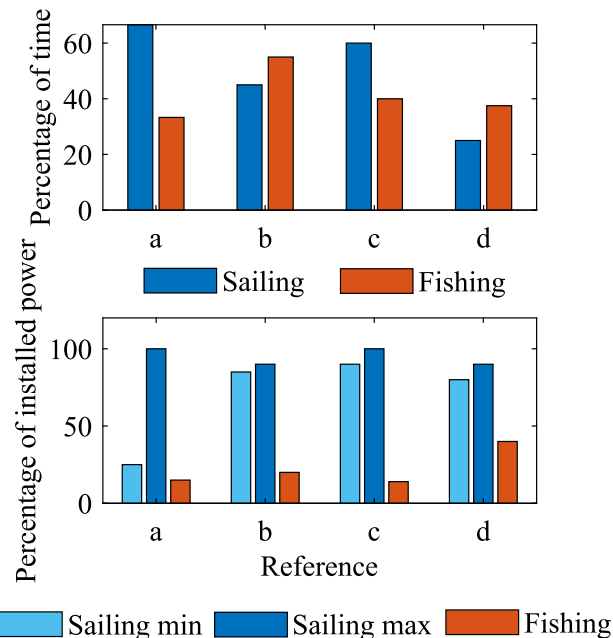 Percentage of time
60
40
20
0
a b c d
Sailing Fishing
Percentage of installed power
100
50
0
a b c d
Reference
Sailing min Sailing max Fishing